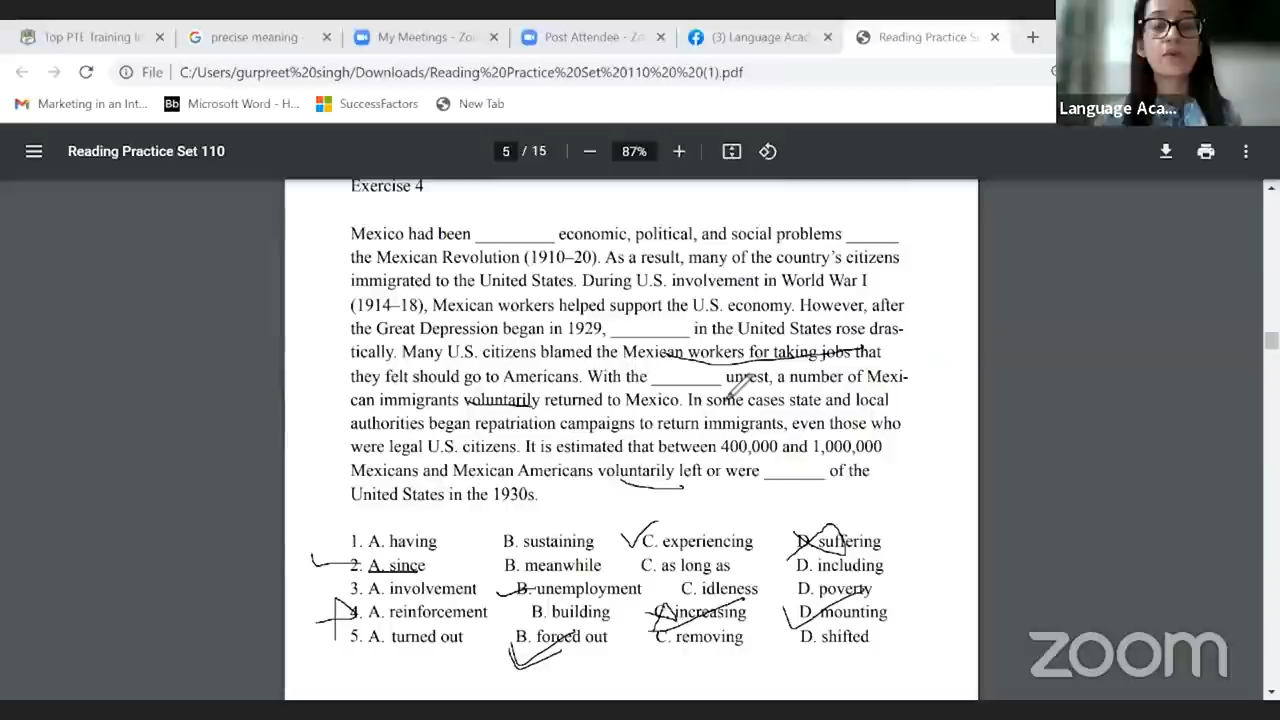 Top PTE Training I
precise meaning -
My Meetings - Zoo
Post Attendee - Zo
(3) Language Acad
Reading Practice S
File
C:/Users/gurpreet%20singh/Downloads/Reading%20Practice%20Set%20110%20%20(1).pdf
Marketing in an Int...
Bb
Microsoft Word - H...
SuccessFactors
New Tab
Language Aca...
Reading Practice Set 110
5 / 15
87%
Exercise 4
Mexico had been _________ economic, political, and social problems ______
the Mexican Revolution (1910–20). As a result, many of the country's citizens
immigrated to the United States. During U.S. involvement in World War I
(1914–18), Mexican workers helped support the U.S. economy. However, after
the Great Depression began in 1929, _________ in the United States rose dras-
tically. Many U.S. citizens blamed the Mexican workers for taking jobs that
they felt should go to Americans. With the ________ unrest, a number of Mexi-
can immigrants voluntarily returned to Mexico. In some cases state and local
authorities began repatriation campaigns to return immigrants, even those who
were legal U.S. citizens. It is estimated that between 400,000 and 1,000,000
Mexicans and Mexican Americans voluntarily left or were _______ of the
United States in the 1930s.
1. A. having B. sustaining C. experiencing D. suffering
2. A. since B. meanwhile C. as long as D. including
3. A. involvement B. unemployment C. idleness D. poverty
4. A. reinforcement B. building C. increasing D. mounting
5. A. turned out B. forced out C. removing D. shifted
zoom